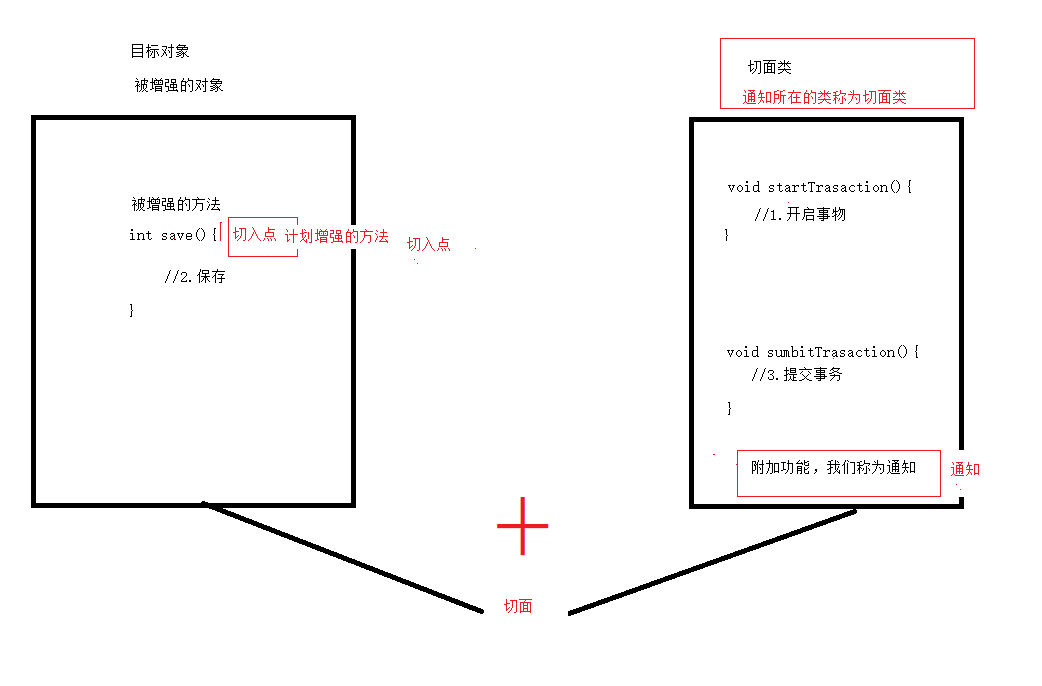 目标对象
被增强的对象
被增强的方法
int save(){ 切入点 计划增强的方法 切入点
//2.保存
}
切面类
通知所在的类称为切面类
void startTrasaction(){
//1.开启事物
}
void sumbitTrasaction(){
//3.提交事务
}
附加功能，我们称为通知 通知
切面